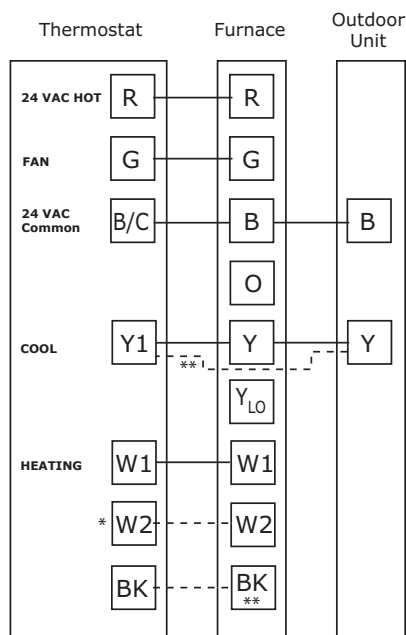 Thermostat Furnace Outdoor Unit
24 VAC HOT R R
FAN G G
24 VAC Common B/C B B
O
COOL Y1 Y Y
**
YLO
HEATING W1 W1
* W2 W2
BK BK
**